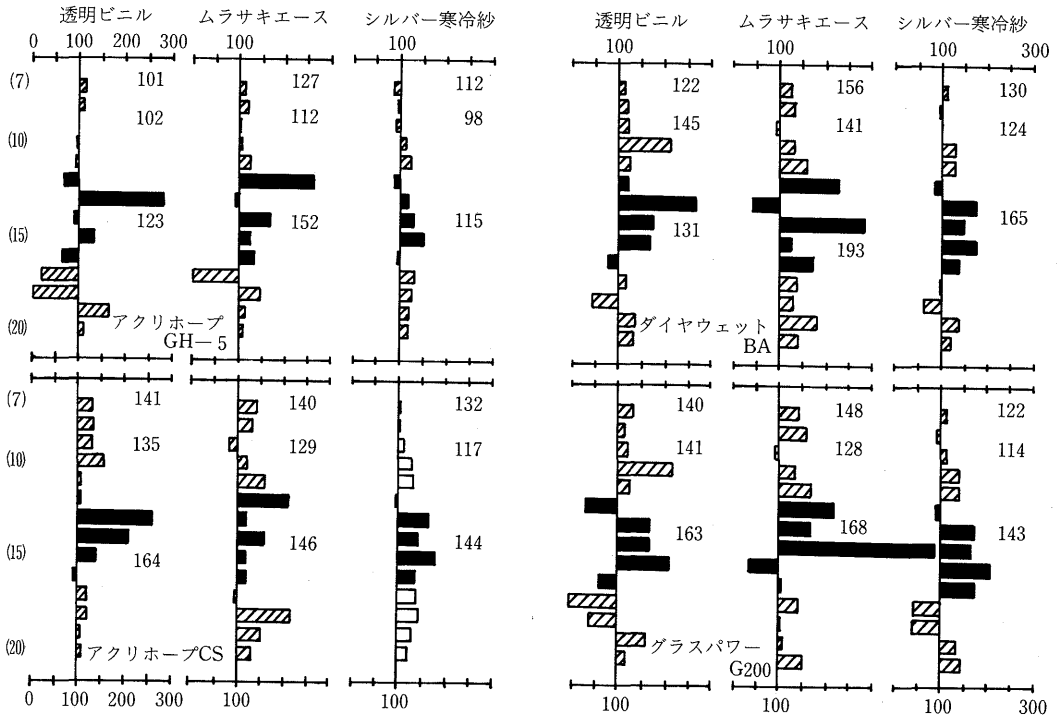 透明ビニル ムラサキエース シルバー寒冷紗
0 100 200 300 100 100
(7) 101 127 112
102 112 98
(10)
123 152 115
(15)
(20) アクリホープ
GH－5
透明ビニル ムラサキエース シルバー寒冷紗
100 100 100 300
122 156 130
145 141 124
131 193 165
ダイヤウェット
BA
(7) 141 140 132
135 129 117
(10)
164 146 144
(15)
(20) アクリホープCS
0 100 200 300 100 100
140 148 122
141 128 114
163 168 143
グラスパワー
G200
100 100 100 300